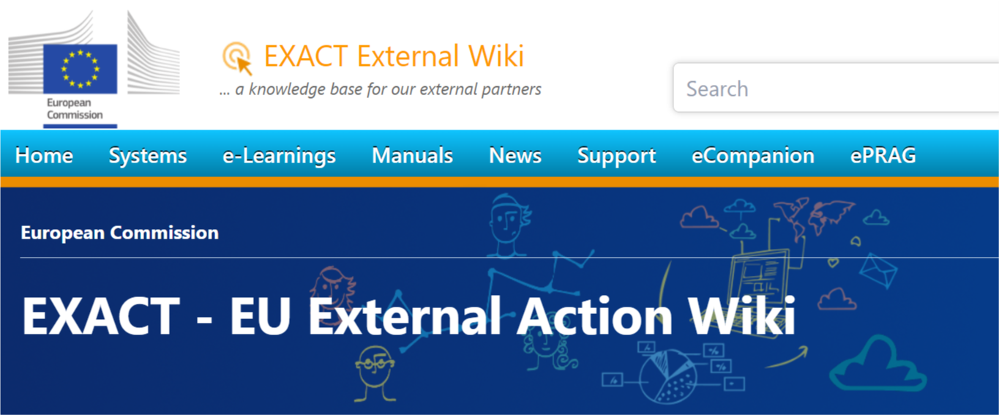 European
Commission
EXACT External Wiki
... a knowledge base for our external partners
Search
Home Systems e-Learnings Manuals News Support eCompanion ePRAG
European Commission
EXACT - EU External Action Wiki